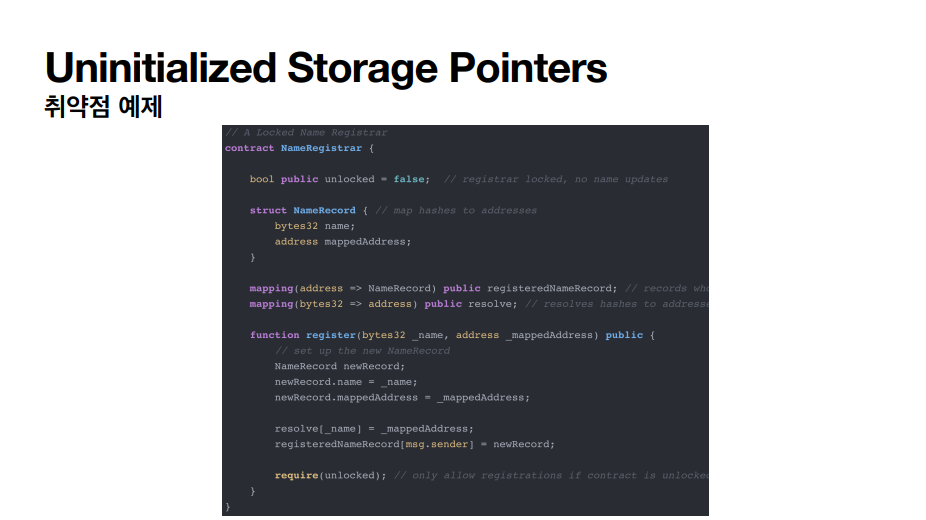 Uninitialized Storage Pointers
취약점 예제
// A Locked Name Registrar
contract NameRegistrar {
bool public unlocked = false;  // registrar locked, no name updates
struct NameRecord { // map hashes to addresses
bytes32 name;
address mappedAddress;
}
mapping(address => NameRecord) public registeredNameRecord; // records who
mapping(bytes32 => address) public resolve; // resolves hashes to addresse
function register(bytes32 _name, address _mappedAddress) public {
// set up the new NameRecord
NameRecord newRecord;
newRecord.name = _name;
newRecord.mappedAddress = _mappedAddress;
resolve[_name] = _mappedAddress;
registeredNameRecord[msg.sender] = newRecord;
require(unlocked); // only allow registrations if contract is unlocked
}
}